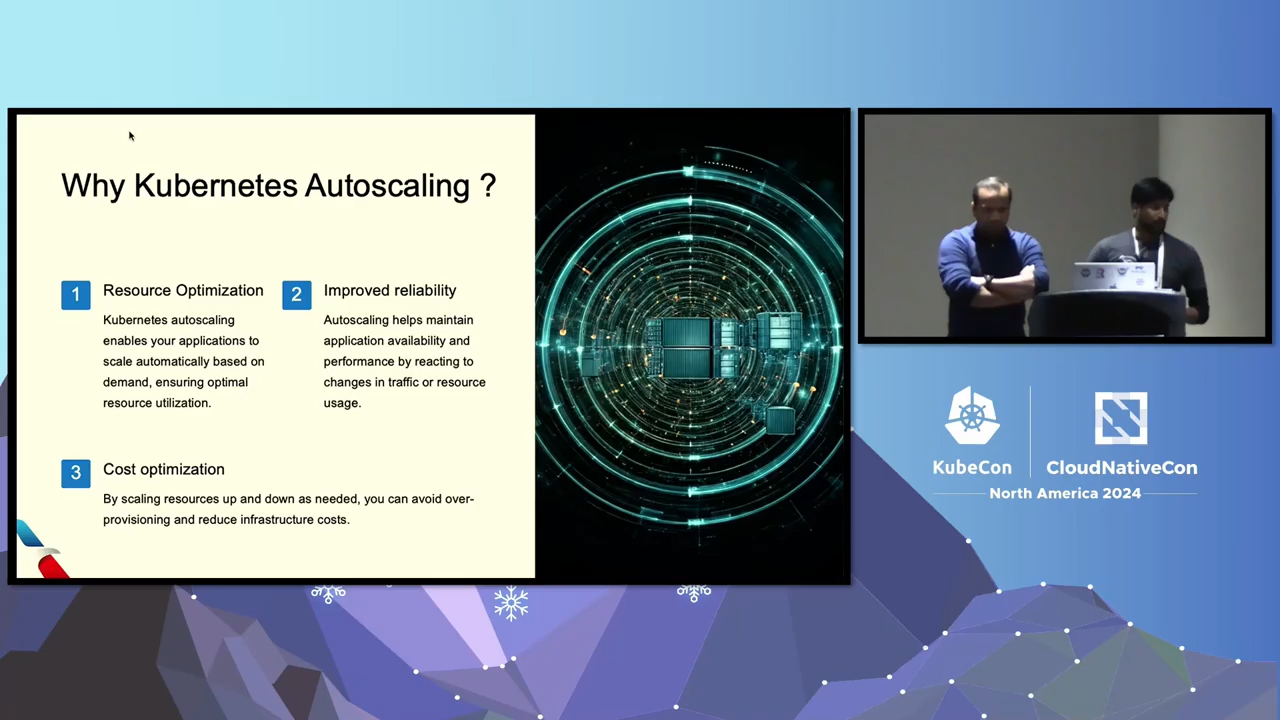 Why Kubernetes Autoscaling ?
1
Resource Optimization
Kubernetes autoscaling
enables your applications to
scale automatically based on
demand, ensuring optimal
resource utilization.
2
Improved reliability
Autoscaling helps maintain
application availability and
performance by reacting to
changes in traffic or resource
usage.
3
Cost optimization
By scaling resources up and down as needed, you can avoid over-
provisioning and reduce infrastructure costs.
KubeCon
CloudNativeCon
North America 2024